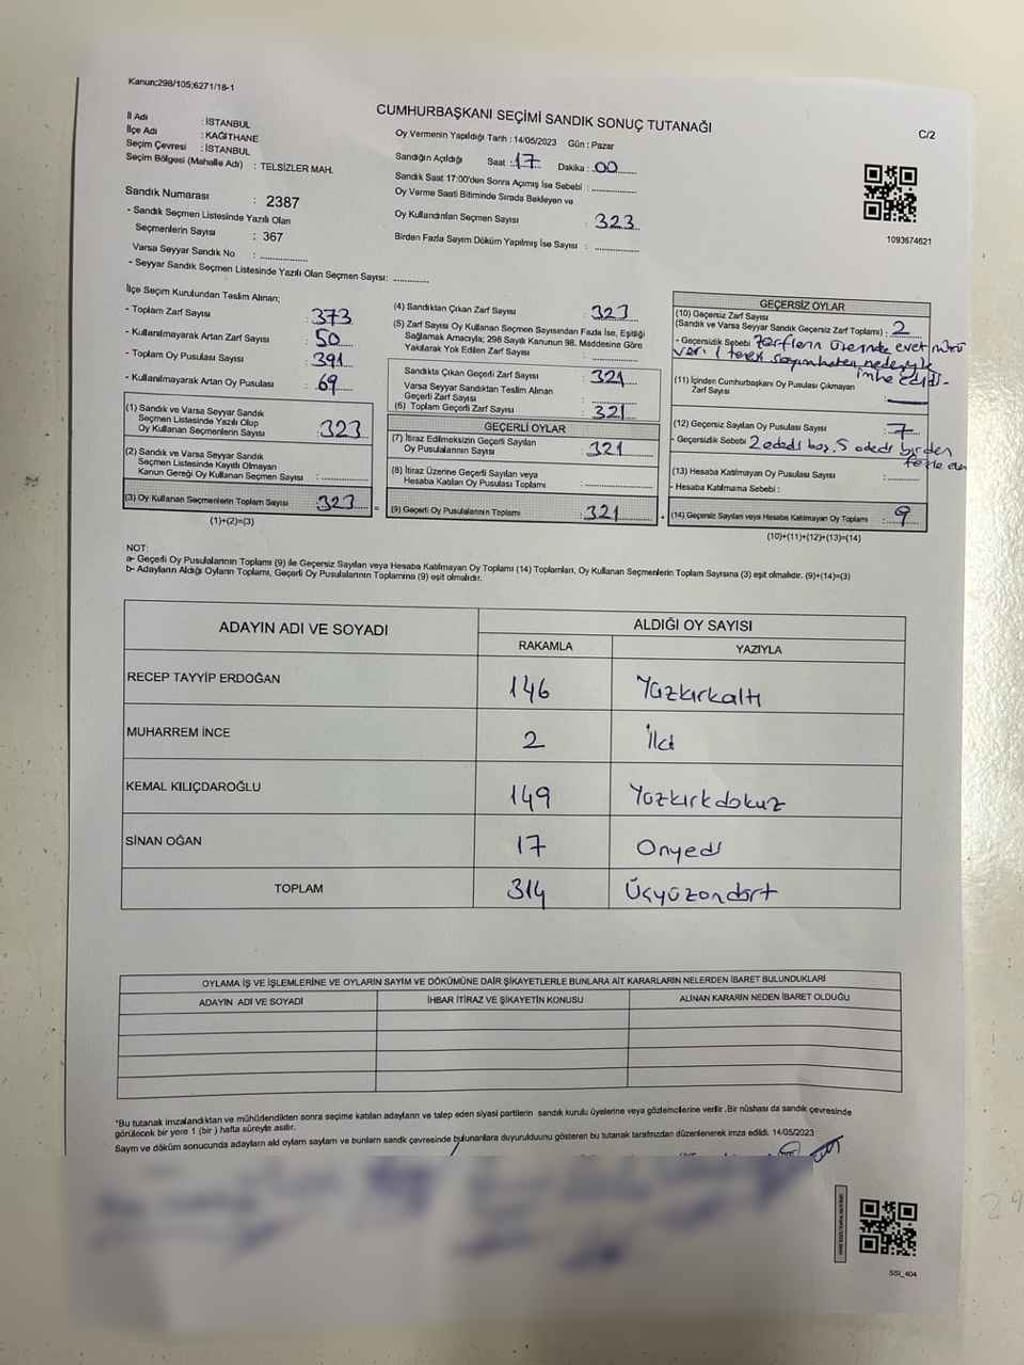 Kanun:298/105;6271/18-1
CUMHURBAŞKANI SEÇİMİ SANDIK SONUÇ TUTANAĞI
C/2
İl Adı : İSTANBUL
İlçe Adı : KAĞITHANE
Seçim Çevresi : İSTANBUL
Seçim Bölgesi (Mahalle Adı) : TELSİZLER MAH.
Sandık Numarası : 2387
- Sandık Seçmen Listesinde Yazılı Olan
Seçmenlerin Sayısı : 367
Varsa Seyyar Sandık No :
- Seyyar Sandık Seçmen Listesinde Yazılı Olan Seçmen Sayısı:
Oy Vermenin Yapıldığı Tarih : 14/05/2023 Gün : Pazar
Sandığın Açıldığı Saat : 17 Dakika : 00
Sandık Saat 17:00'den Sonra Açılmış İse Sebebi :
Oy Verme Saati Bitiminde Sırada Bekleyen ve
Oy Kullandırılan Seçmen Sayısı : 323
Birden Fazla Sayım Döküm Yapılmış İse Sayısı :
1093674621
İlçe Seçim Kurulundan Teslim Alınan;
- Toplam Zarf Sayısı : 373
- Kullanılmayarak Artan Zarf Sayısı : 50
- Toplam Oy Pusulası Sayısı : 391
- Kullanılmayarak Artan Oy Pusulası : 69
(1) Sandık ve Varsa Seyyar Sandık
Seçmen Listesinde Yazılı Olup
Oy Kullanan Seçmenlerin Sayısı : 323
(2) Sandık ve Varsa Seyyar Sandık
Seçmen Listesinde Kayıtlı Olmayan
Kanun Gereği Oy Kullanan Seçmen Sayısı :
(3) Oy Kullanan Seçmenlerin Toplam Sayısı : 323
(1)+(2)=(3)
(4) Sandıktan Çıkan Zarf Sayısı : 323
(5) Zarf Sayısı Oy Kullanan Seçmen Sayısından Fazla İse, Eşitliği
Sağlamak Amacıyla; 298 Sayılı Kanunun 98. Maddesine Göre
Yakılarak Yok Edilen Zarf Sayısı :
Sandıkta Çıkan Geçerli Zarf Sayısı : 321
Varsa Seyyar Sandıktan Teslim Alınan
Geçerli Zarf Sayısı :
(6) Toplam Geçerli Zarf Sayısı : 321
GEÇERLİ OYLAR
(7) İtiraz Edilmeksizin Geçerli Sayılan
Oy Pusulalarının Sayısı : 321
(8) İtiraz Üzerine Geçerli Sayılan veya
Hesaba Katılan Oy Pusulası Toplamı :
= (9) Geçerli Oy Pusulalarının Toplamı : 321
GEÇERSİZ OYLAR
(10) Geçersiz Zarf Sayısı
(Sandık ve Varsa Seyyar Sandık Geçersiz Zarf Toplamı) : 2
- Geçersizlik Sebebi Zarfların üzerinde evet mührü
var. 1 nedeniyle
imha edildi-
(11) İçinden Cumhurbaşkanı Oy Pusulası Çıkmayan
Zarf Sayısı :
(12) Geçersiz Sayılan Oy Pusulası Sayısı : 7
- Geçersizlik Sebebi 2 adedi boş. 5 adedi birden
(13) Hesaba Katılmayan Oy Pusulası Sayısı :
- Hesaba Katılmama Sebebi :
+ (14) Geçersiz Sayılan veya Hesaba Katılmayan Oy Toplamı : 9
(10)+(11)+(12)+(13)=(14)
NOT:
a- Geçerli Oy Pusulalarının Toplamı (9) ile Geçersiz Sayılan veya Hesaba Katılmayan Oy Toplamı (14) Toplamları, Oy Kullanan Seçmenlerin Toplam Sayısına (3) eşit olmalıdır. (9)+(14)=(3)
b- Adayların Aldığı Oyların Toplamı, Geçerli Oy Pusulalarının Toplamına (9) eşit olmalıdır.
ADAYIN ADI VE SOYADI
ALDIĞI OY SAYISI
RAKAMLA YAZIYLA
RECEP TAYYİP ERDOĞAN 146 Yüzkırkaltı
MUHARREM İNCE 2 İki
KEMAL KILIÇDAROĞLU 149 Yüzkırkdokuz
SİNAN OĞAN 17 Onyedi
TOPLAM 314 Üçyüzondört
OYLAMA İŞ VE İŞLEMLERİNE VE OYLARIN SAYIM VE DÖKÜMÜNE DAİR ŞİKAYETLERLE BUNLARA AİT KARARLARIN NELERDEN İBARET BULUNDUKLARI
ADAYIN ADI VE SOYADI İHBAR İTİRAZ VE ŞİKAYETİN KONUSU ALINAN KARARIN NEDEN İBARET OLDUĞU
*Bu tutanak imzalandıktan ve mühürlendikten sonra seçime katılan adayların ve talep eden siyasi partilerin sandık kurulu üyelerine veya gözlemcilerine verilir .Bir nüshası da sandık çevresinde
görülecek bir yere 1 (bir ) hafta süreyle asılır.
Sayım ve döküm sonucunda adayların aldı oyların sayılarını ve bunların sandık çevresinde bulunanlara duyurulduunu gösteren bu tutanak tarafımızdan düzenlenerek imza edildi. 14/05/2023
SSI_404